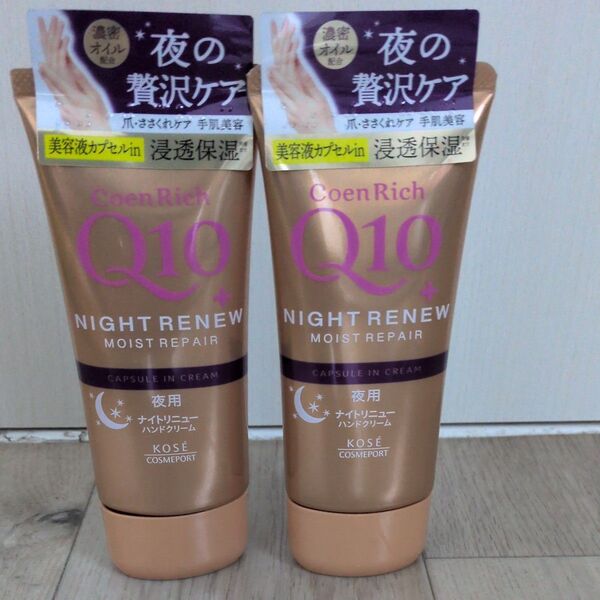 濃密
オイル
配合
夜の
贅沢ケア
爪・ささくれケア 手肌美容
美容液カプセルin
浸透保湿
CoenRich
Q10
+
NIGHT RENEW
MOIST REPAIR
CAPSULE IN CREAM
夜用
ナイトリニュー
ハンドクリーム
KOSÉ
COSMEPORT
濃密
オイル
配合
夜の
贅沢ケア
爪・ささくれケア 手肌美容
美容液カプセルin
浸透保湿
CoenRich
Q10
+
NIGHT RENEW
MOIST REPAIR
CAPSULE IN CREAM
夜用
ナイトリニュー
ハンドクリーム
KOSÉ
COSMEPORT